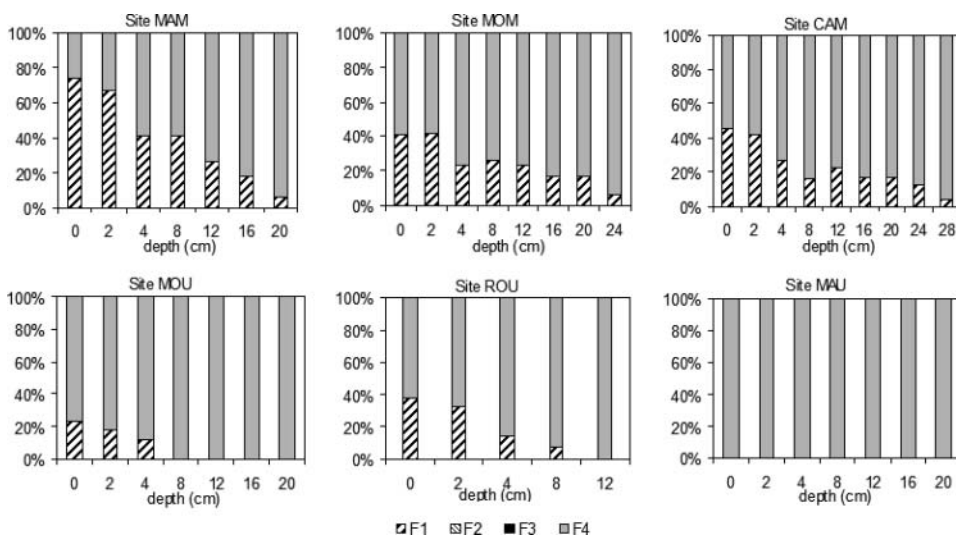 Site MAM
100%
80%
60%
40%
20%
0%
0 2 4 8 12 16 20
depth (cm)
Site MOM
100%
80%
60%
40%
20%
0%
0 2 4 8 12 16 20 24
depth (cm)
Site CAM
100%
80%
60%
40%
20%
0%
0 2 4 8 12 16 20 24 28
depth (cm)
Site MOU
100%
80%
60%
40%
20%
0%
0 2 4 8 12 16 20
depth (cm)
Site ROU
100%
80%
60%
40%
20%
0%
0 2 4 8 12
depth (cm)
Site MAU
100%
80%
60%
40%
20%
0%
0 2 4 8 12 16 20
depth (cm)
F1 F2 F3 F4